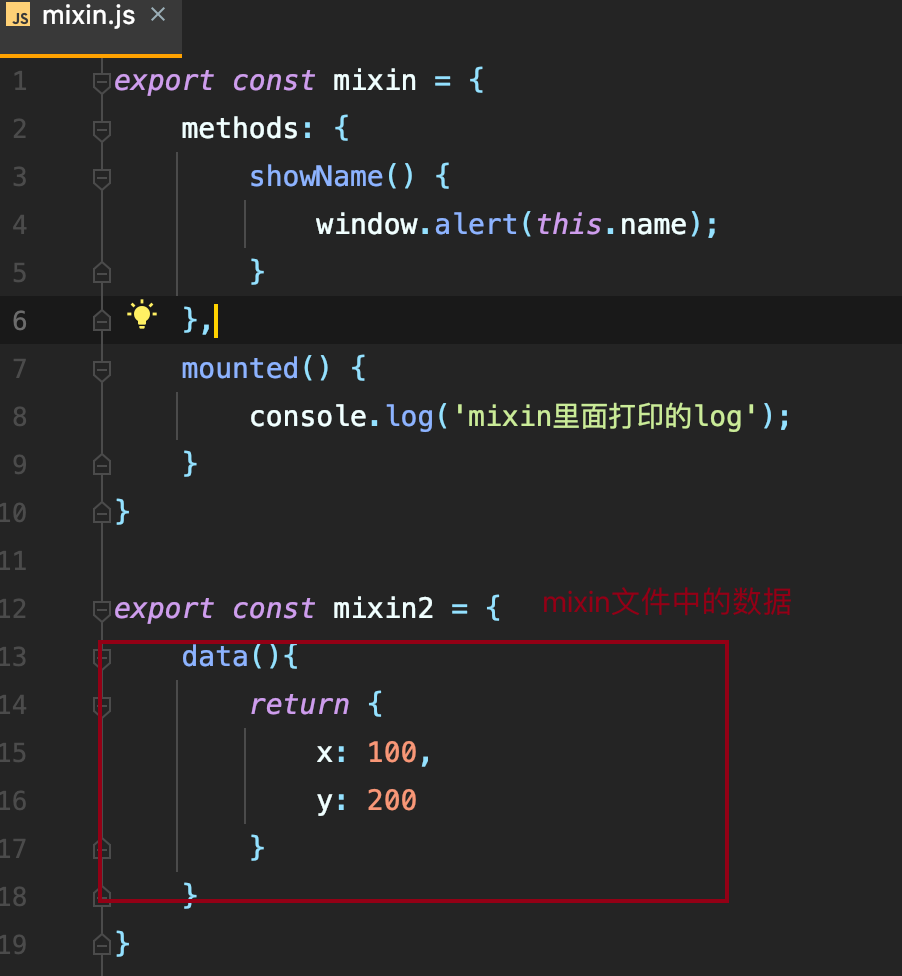 JS mixin.js ×
1 export const mixin = {
2 methods: {
3 showName() {
4 window.alert(this.name);
5 }
6 },
7 mounted() {
8 console.log('mixin里面打印的log');
9 }
10 }
11
12 export const mixin2 = { mixin文件中的数据
13 data(){
14 return {
15 x: 100,
16 y: 200
17 }
18 }
19 }